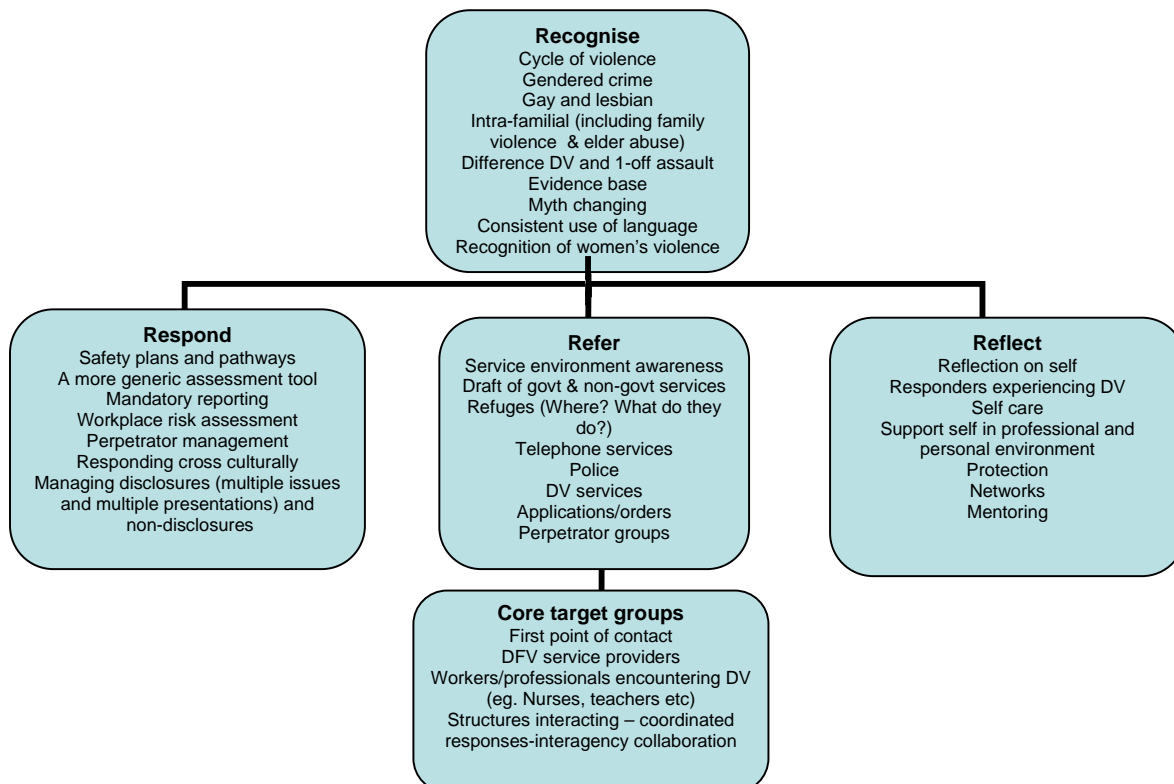 Recognise
Cycle of violence
Gendered crime
Gay and lesbian
Intra-familial (including family
violence & elder abuse)
Difference DV and 1-off assault
Evidence base
Myth changing
Consistent use of language
Recognition of women's violence
Respond
Safety plans and pathways
A more generic assessment tool
Mandatory reporting
Workplace risk assessment
Perpetrator management
Responding cross culturally
Managing disclosures (multiple issues
and multiple presentations) and
non-disclosures
Refer
Service environment awareness
Draft of govt & non-govt services
Refuges (Where? What do they
do?)
Telephone services
Police
DV services
Applications/orders
Perpetrator groups
Reflect
Reflection on self
Responders experiencing DV
Self care
Support self in professional and
personal environment
Protection
Networks
Mentoring
Core target groups
First point of contact
DFV service providers
Workers/professionals encountering DV
(eg. Nurses, teachers etc)
Structures interacting – coordinated
responses-interagency collaboration